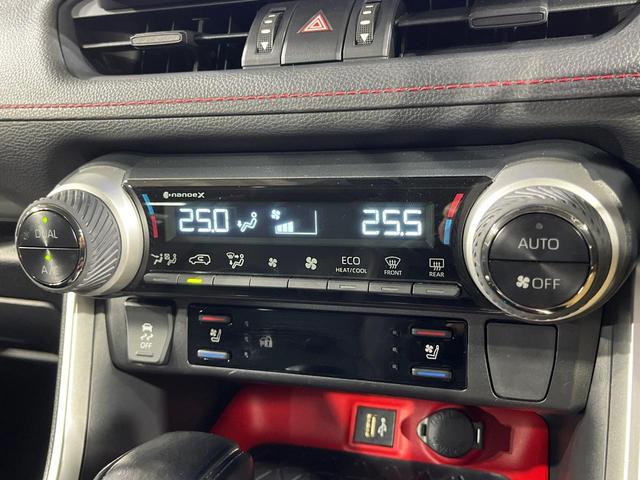 nanoeX
25.0
25.5
DUAL
A/C
ECO
HEAT/COOL
FRONT
REAR
AUTO
OFF
OFF